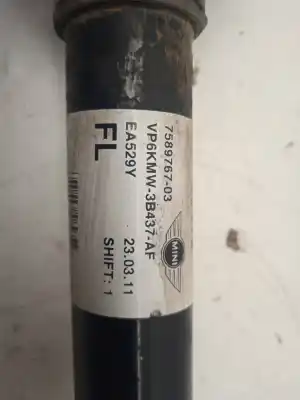 7589767-03
VP6KMW-3B437-AF
EA529Y 23.03.11
FL SHIFT: 1
MINI